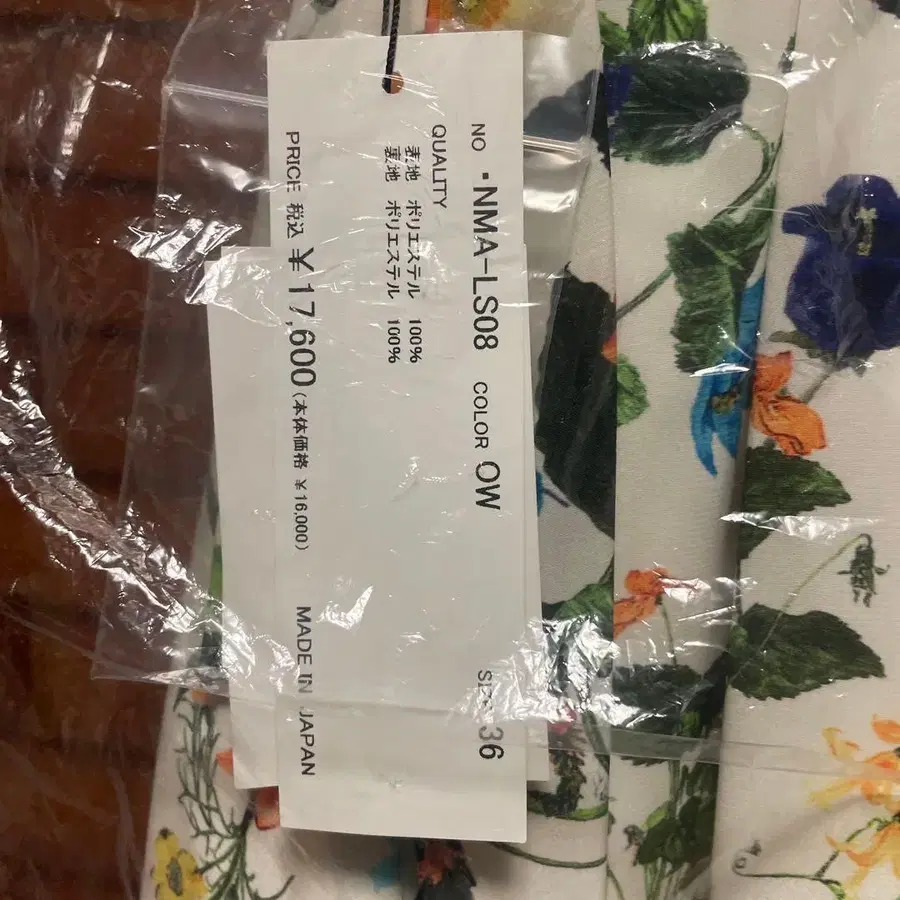 NO ・NMA-LS08 COLOR OW SIZE 36
QUALITY
表地 ポリエステル 100%
裏地 ポリエステル 100%
PRICE 税込 ¥17,600 (本体価格 ¥16,000) MADE IN JAPAN